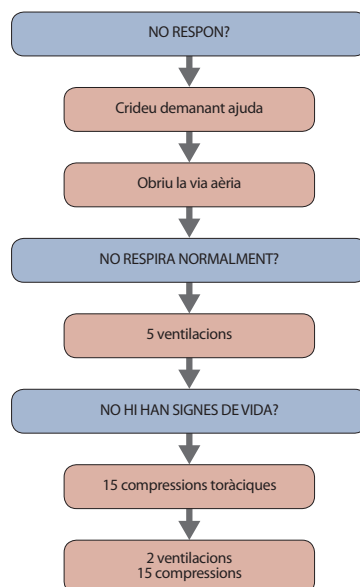 NO RESPON?
Crideu demanant ajuda
Obriu la via aèria
NO RESPIRA NORMALMENT?
5 ventilacions
NO HI HAN SIGNES DE VIDA?
15 compressions toràciques
2 ventilacions
15 compressions